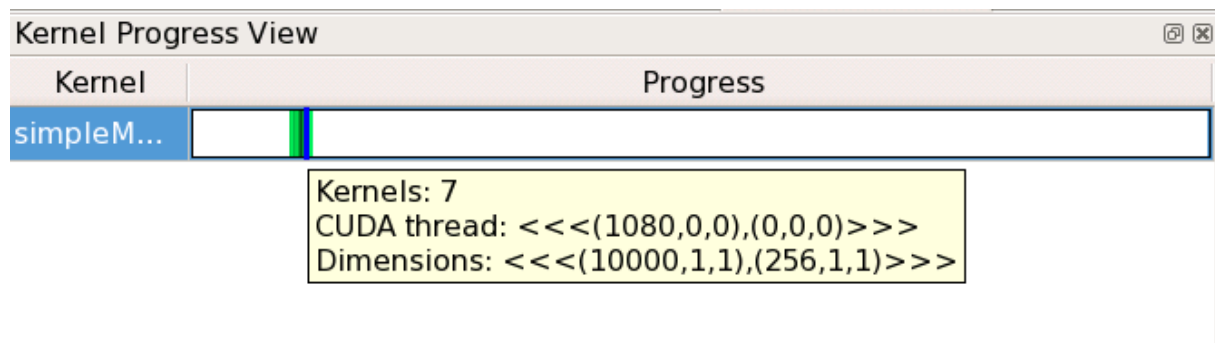 Kernel Progress View
Kernel Progress
simpleM...
Kernels: 7
CUDA thread: <<<(1080,0,0),(0,0,0)>>>
Dimensions: <<<(10000,1,1),(256,1,1)>>>